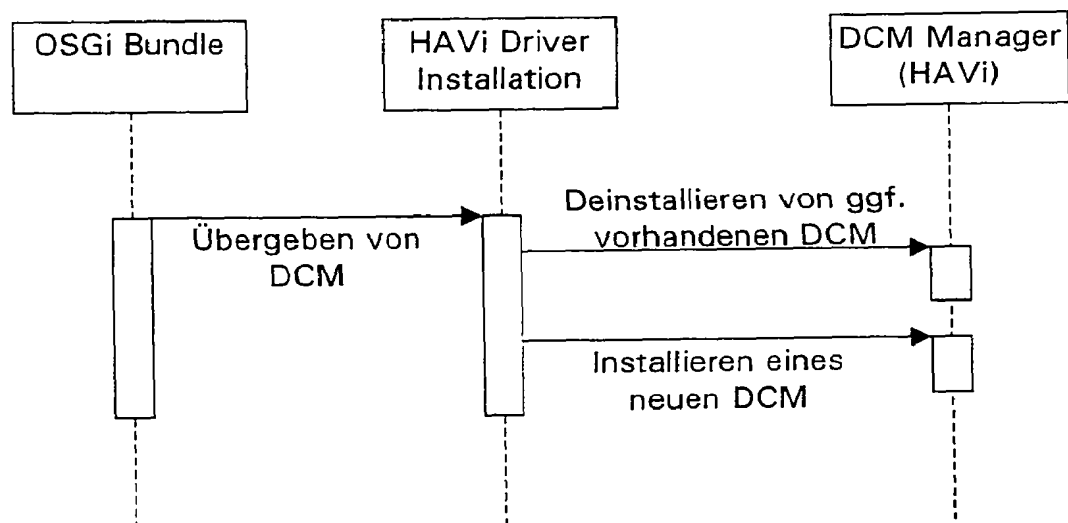 OSGi Bundle
HAVi Driver
Installation
DCM Manager
(HAVi)
Übergeben von
DCM
Deinstallieren von ggf.
vorhandenen DCM
Installieren eines
neuen DCM